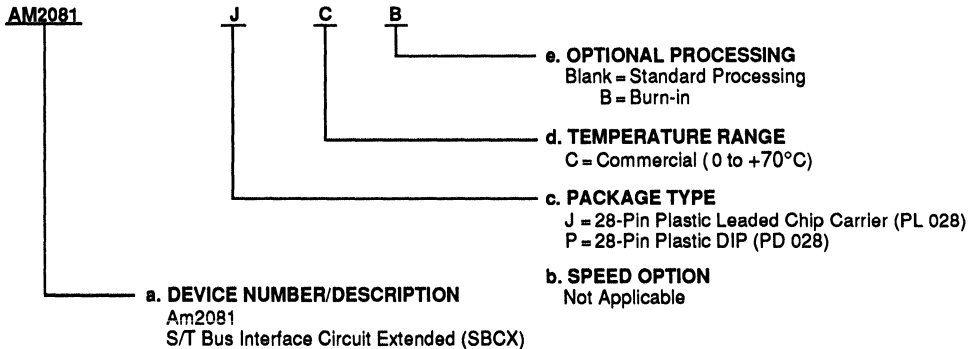 AM2081 J C B
e. OPTIONAL PROCESSING
Blank = Standard Processing
B = Burn-in
d. TEMPERATURE RANGE
C = Commercial ( 0 to +70°C)
c. PACKAGE TYPE
J = 28-Pin Plastic Leaded Chip Carrier (PL 028)
P = 28-Pin Plastic DIP (PD 028)
b. SPEED OPTION
Not Applicable
a. DEVICE NUMBER/DESCRIPTION
Am2081
S/T Bus Interface Circuit Extended (SBCX)